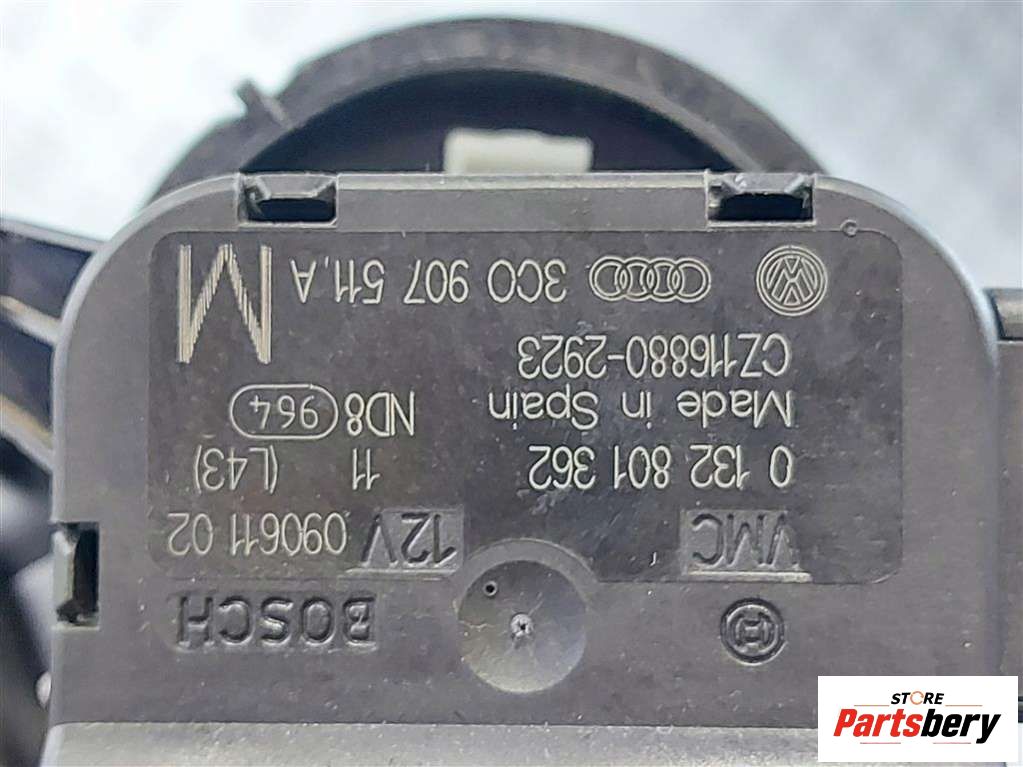 BOSCH
VMC 12V 090611 02
0 132 801 362 11 (L43)
Made in Spain ND8 964
CZ116880-2923
3C0 907 511.A M
STORE
Partsbery